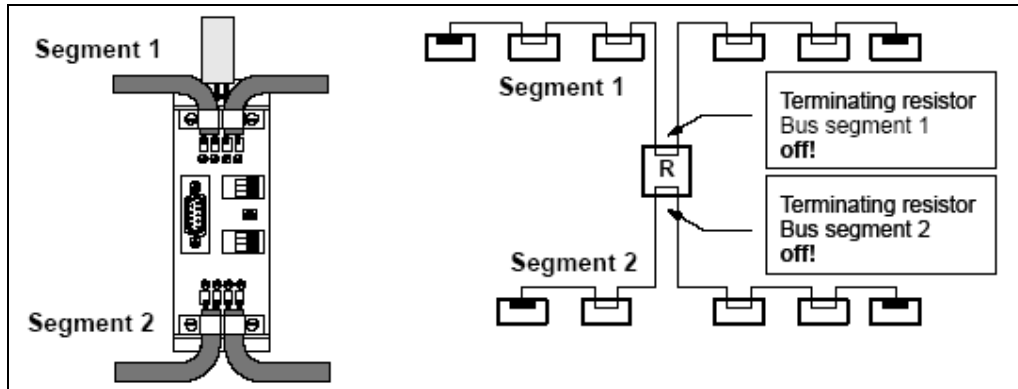 Segment 1
Segment 2
Segment 1
Terminating resistor
Bus segment 1
off!
R
Terminating resistor
Bus segment 2
off!
Segment 2